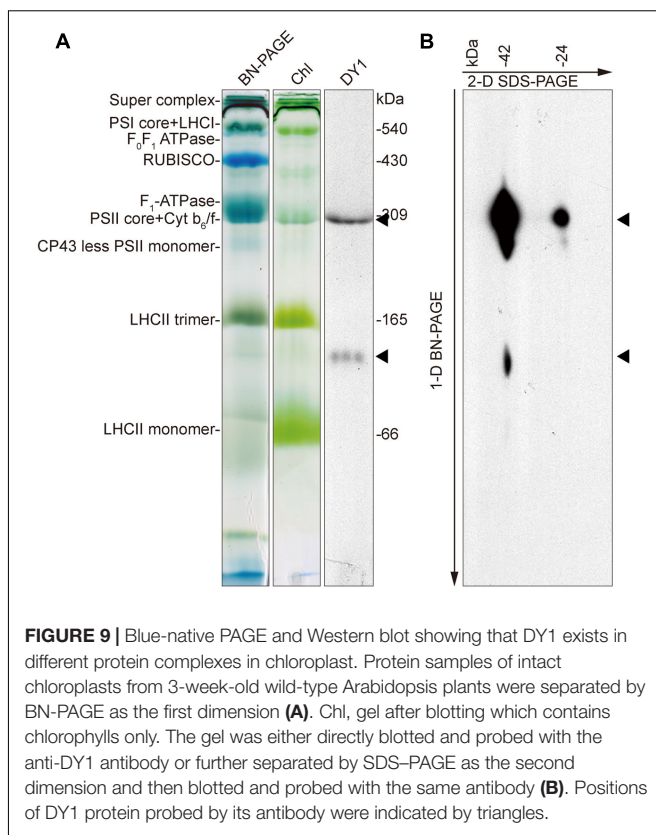 A
BN-PAGE
Chl
DY1
kDa
Super complex-
PSI core+LHCI-
F₀F₁ ATPase-
RUBISCO-
F₁-ATPase-
PSII core+Cyt b₆/f-
CP43 less PSII monomer-
LHCII trimer-
LHCII monomer-
-540
-430
-309
-165
-66
B
kDa
-42
-24
2-D SDS-PAGE
1-D BN-PAGE
FIGURE 9 | Blue-native PAGE and Western blot showing that DY1 exists in
different protein complexes in chloroplast. Protein samples of intact
chloroplasts from 3-week-old wild-type Arabidopsis plants were separated by
BN-PAGE as the first dimension (A). Chl, gel after blotting which contains
chlorophylls only. The gel was either directly blotted and probed with the
anti-DY1 antibody or further separated by SDS–PAGE as the second
dimension and then blotted and probed with the same antibody (B). Positions
of DY1 protein probed by its antibody were indicated by triangles.